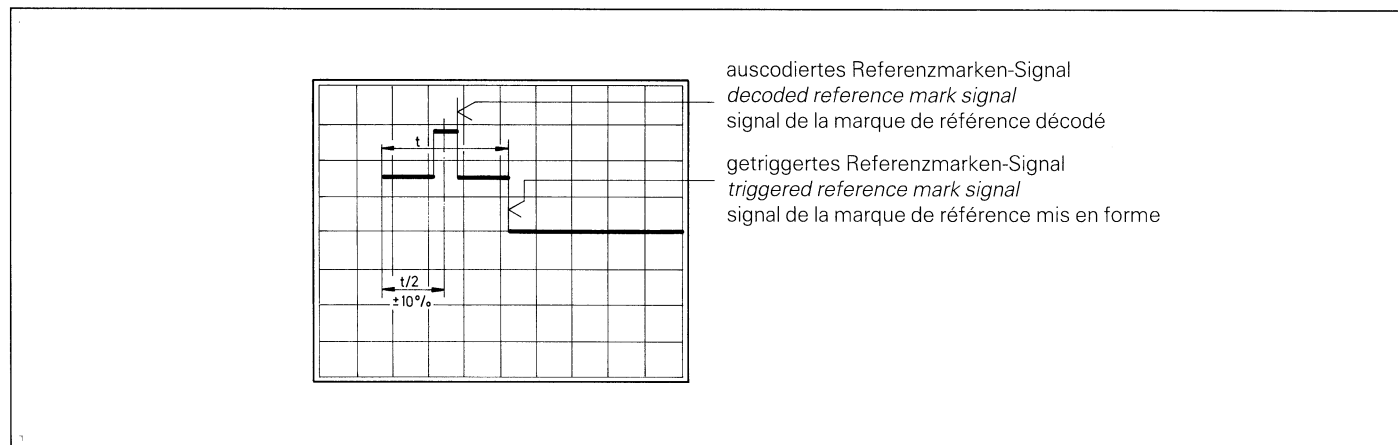 auscodiertes Referenzmarken-Signal
decoded reference mark signal
signal de la marque de référence décodé
getriggertes Referenzmarken-Signal
triggered reference mark signal
signal de la marque de référence mis en forme
t
t/2
±10%